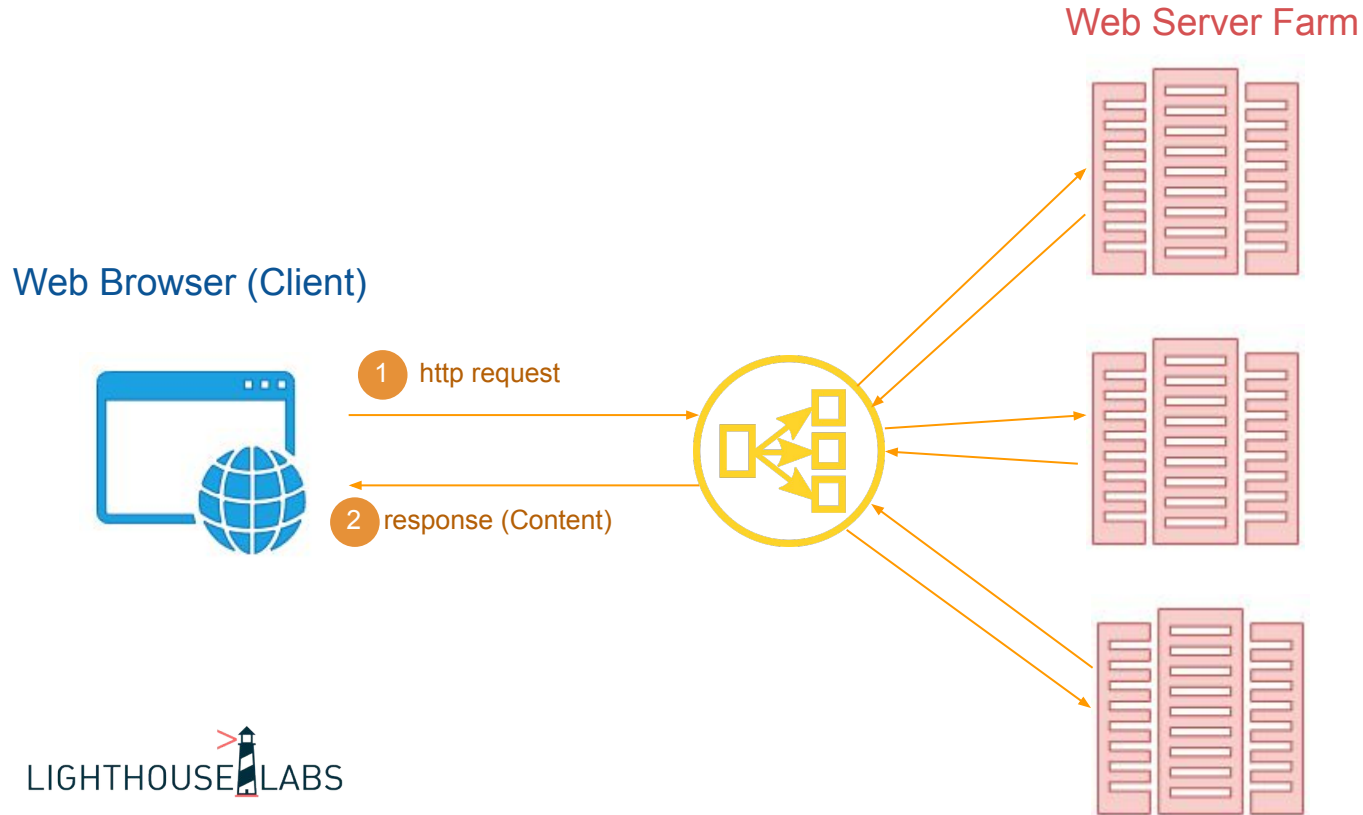 Web Server Farm
Web Browser (Client)
1 http request
2 response (Content)
LIGHTHOUSE LABS